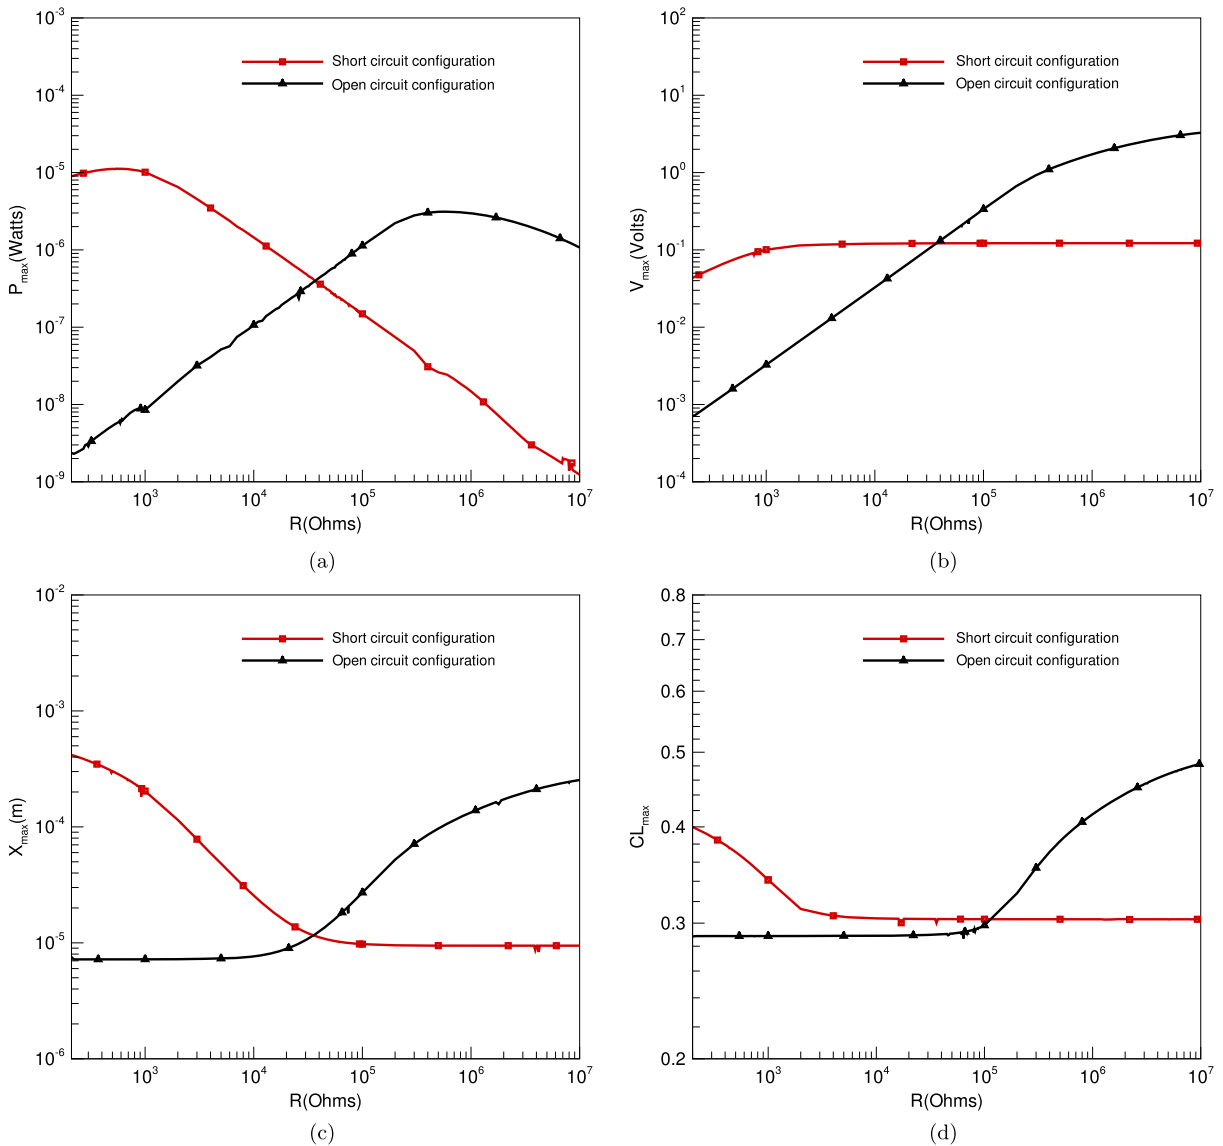 10^-3
10^-4
10^-5
10^-6
10^-7
10^-8
10^-9
P_max(Watts)
Short circuit configuration
Open circuit configuration
10^3 10^4 10^5 10^6 10^7
R(Ohms)
(a)
10^2
10^1
10^0
10^-1
10^-2
10^-3
10^-4
V_max(Volts)
Short circuit configuration
Open circuit configuration
10^3 10^4 10^5 10^6 10^7
R(Ohms)
(b)
10^-2
10^-3
10^-4
10^-5
10^-6
X_max(m)
Short circuit configuration
Open circuit configuration
10^3 10^4 10^5 10^6 10^7
R(Ohms)
(c)
0.8
0.7
0.6
0.5
0.4
0.3
0.2
CL_max
Short circuit configuration
Open circuit configuration
10^3 10^4 10^5 10^6 10^7
R(Ohms)
(d)